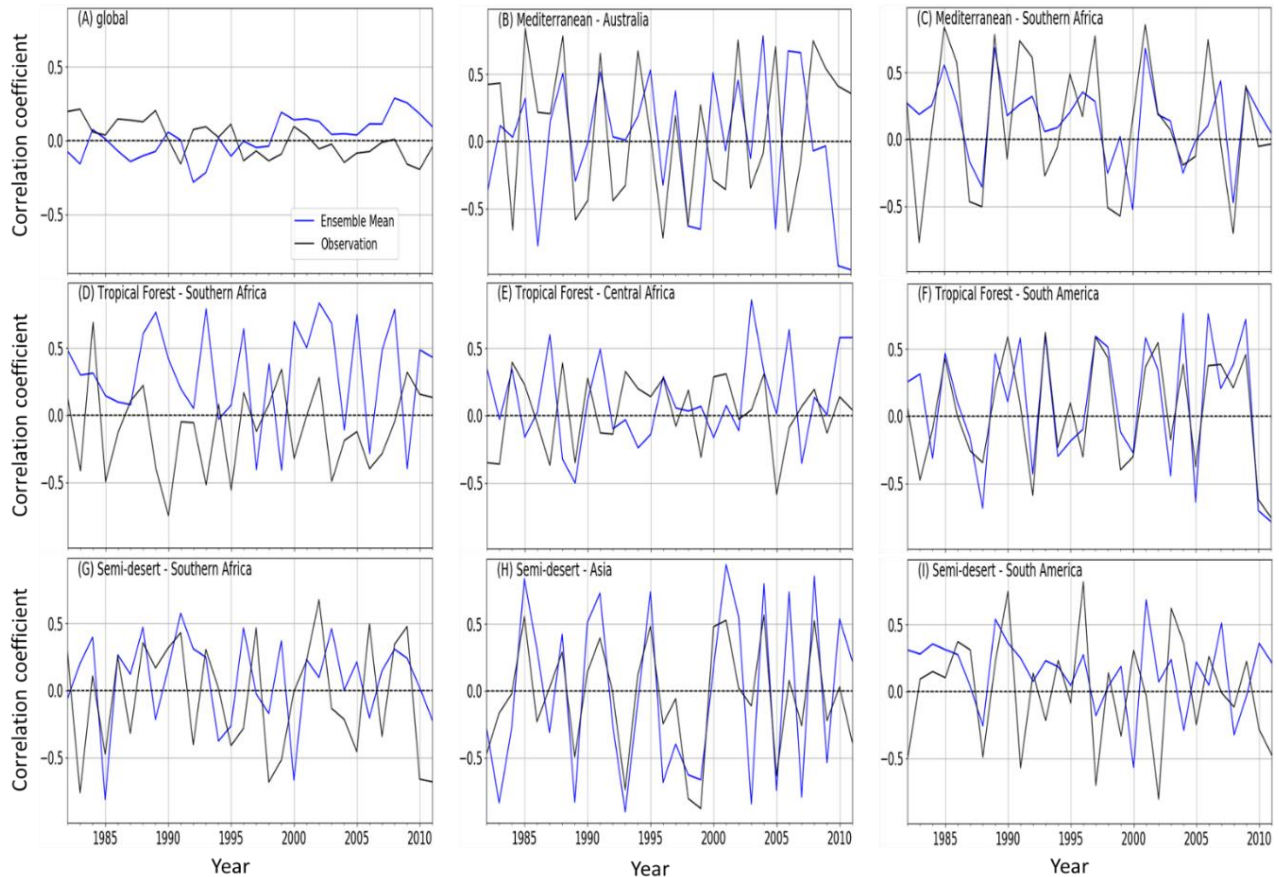 (A) global
(B) Mediterranean - Australia
(C) Mediterranean - Southern Africa
Correlation coefficient
0.5
0.0
−0.5
0.5
0.0
−0.5
0.5
0.0
−0.5
Ensemble Mean
Observation
(D) Tropical Forest - Southern Africa
(E) Tropical Forest - Central Africa
(F) Tropical Forest - South America
Correlation coefficient
0.5
0.0
−0.5
0.5
0.0
−0.5
0.5
0.0
−0.5
(G) Semi-desert - Southern Africa
(H) Semi-desert - Asia
(I) Semi-desert - South America
Correlation coefficient
0.5
0.0
−0.5
0.5
0.0
−0.5
0.5
0.0
−0.5
1985 1990 1995 2000 2005 2010
1985 1990 1995 2000 2005 2010
1985 1990 1995 2000 2005 2010
Year
Year
Year